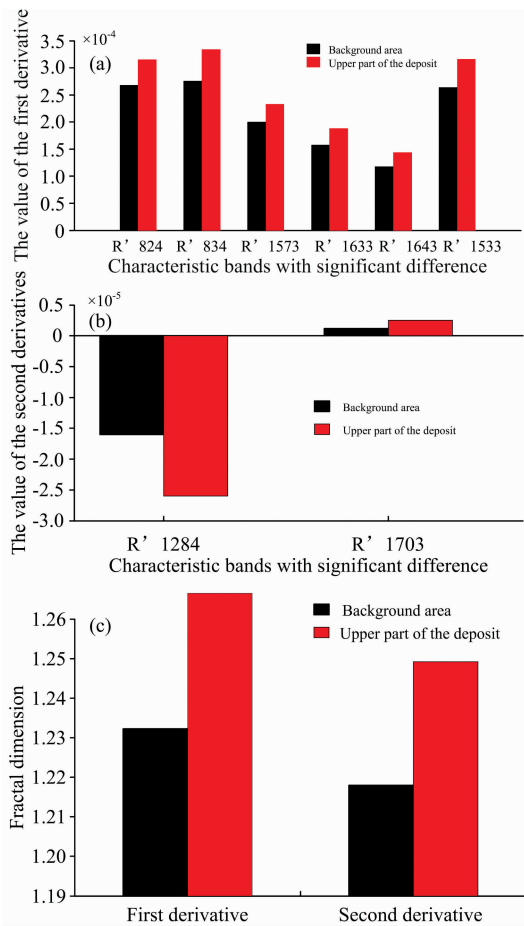 ×10⁻⁴
3.5
(a)
Background area
Upper part of the deposit
3.0
2.5
2.0
1.5
1.0
0
The value of the first derivative
R’ 824
R’ 834
R’ 1573
R’ 1633
R’ 1643
R’ 1533
Characteristic bands with significant difference
×10⁻⁵
0.5
(b)
0
-0.5
-1.0
-1.5
-2.0
-2.5
-3.0
Background area
Upper part of the deposit
The value of the second derivatives
R’ 1284
R’ 1703
Characteristic bands with significant difference
(c)
Background area
Upper part of the deposit
1.26
1.25
1.24
1.23
1.22
1.21
1.20
1.19
Fractal dimension
First derivative
Second derivative